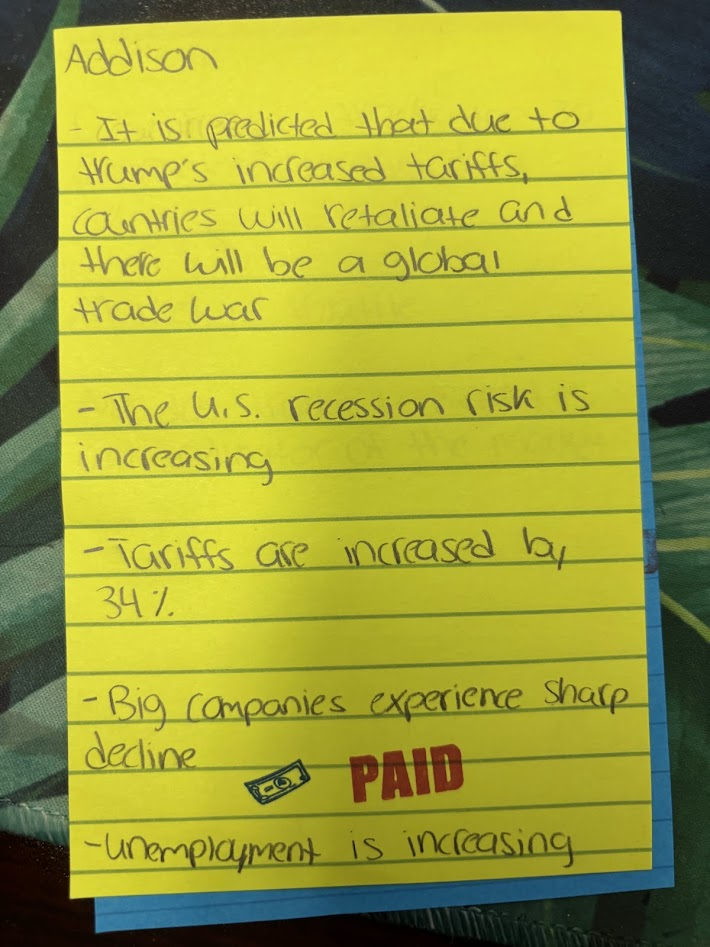 Addison
- It is predicted that due to
trump's increased tariffs,
countries will retaliate and
there will be a global
trade war
- The U.S. recession risk is
increasing
- Tariffs are increased by
34%
- Big companies experience sharp
decline
PAID
- unemployment is increasing